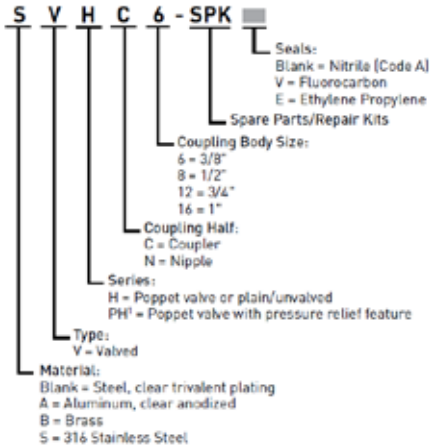 S V H C 6 - SPK
Seals:
Blank = Nitrile (Code A)
V = Fluorocarbon
E = Ethylene Propylene
Spare Parts/Repair Kits
Coupling Body Size:
6 = 3/8"
8 = 1/2"
12 = 3/4"
16 = 1"
Coupling Half:
C = Coupler
N = Nipple
Series:
H = Poppet valve or plain/unvalved
PH¹ = Poppet valve with pressure relief feature
Type:
V = Valved
Material:
Blank = Steel, clear trivalent plating
A = Aluminum, clear anodized
B = Brass
S = 316 Stainless Steel